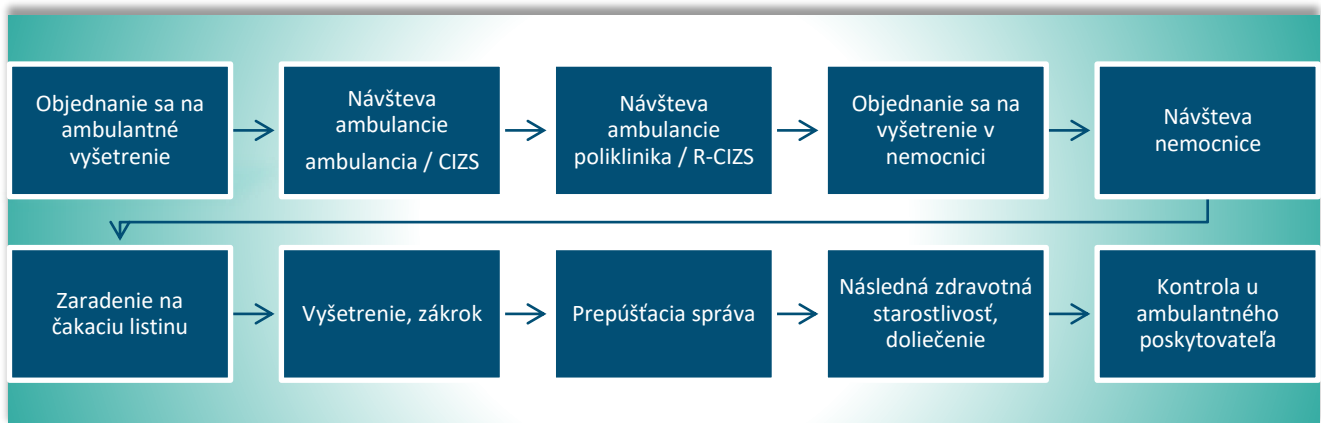 Objednanie sa na
ambulantné
vyšetrenie
Návšteva
ambulancie
ambulancia / CIZS
Návšteva
ambulancie
poliklinika / R-CIZS
Objednanie sa na
vyšetrenie v
nemocnici
Návšteva
nemocnice
Zaradenie na
čakaciu listinu
Vyšetrenie, zákrok
Prepúšťacia správa
Následná zdravotná
starostlivosť,
doliečenie
Kontrola u
ambulantného
poskytovateľa